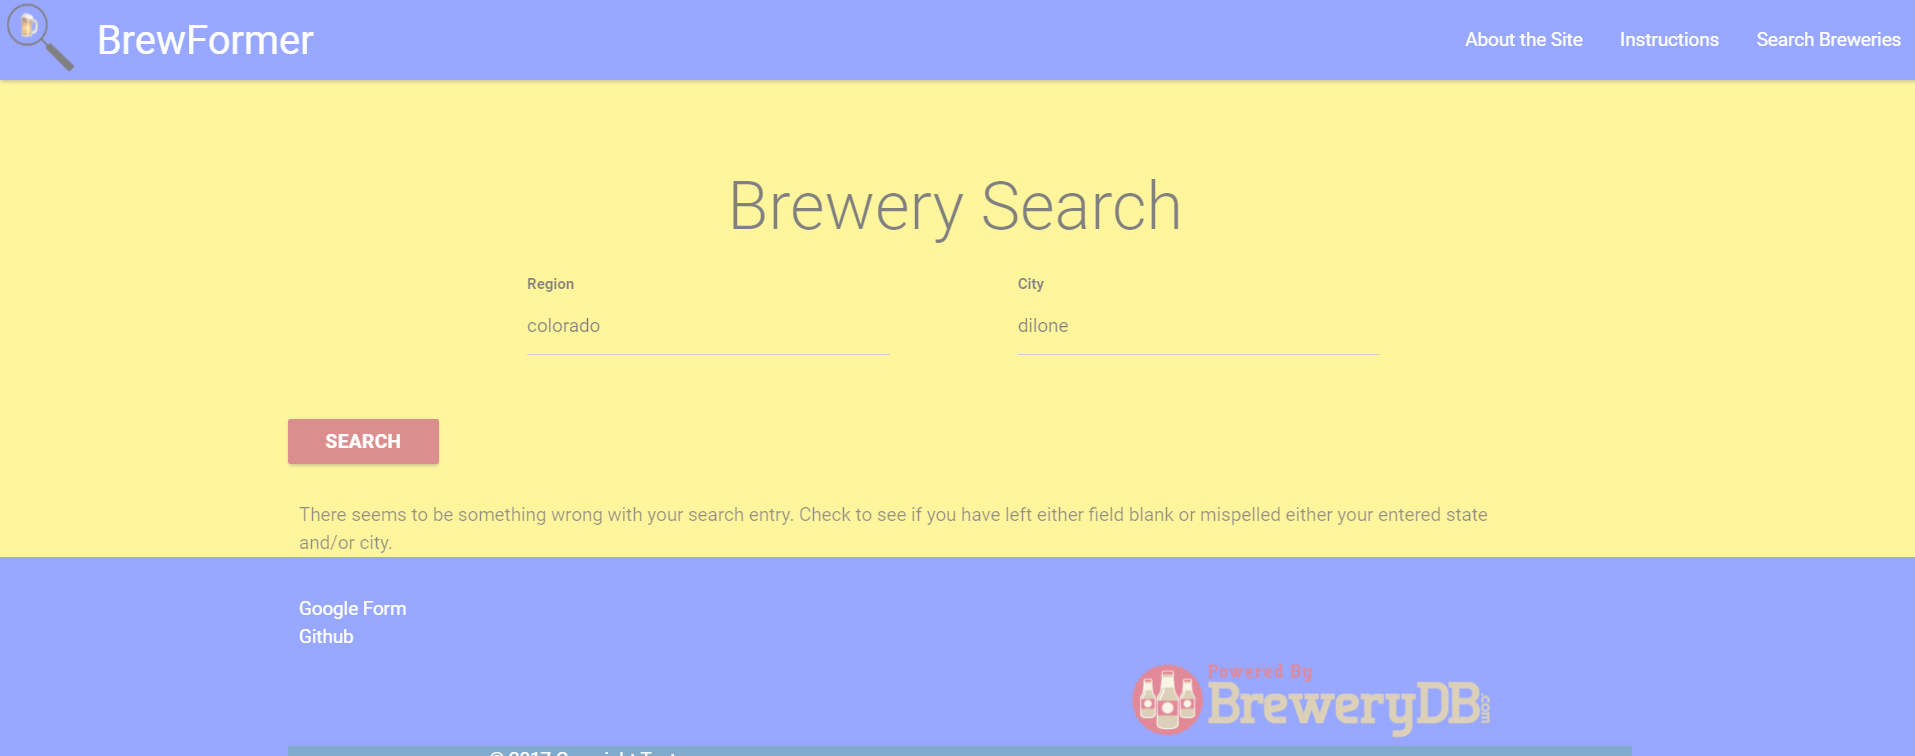 BrewFormer
About the Site
Instructions
Search Breweries
Brewery Search
Region
City
colorado
dilone
SEARCH
There seems to be something wrong with your search entry. Check to see if you have left either field blank or mispelled either your entered state
and/or city.
Google Form
Github
Powered By
BreweryDB.com
© 2017 Copyright Text